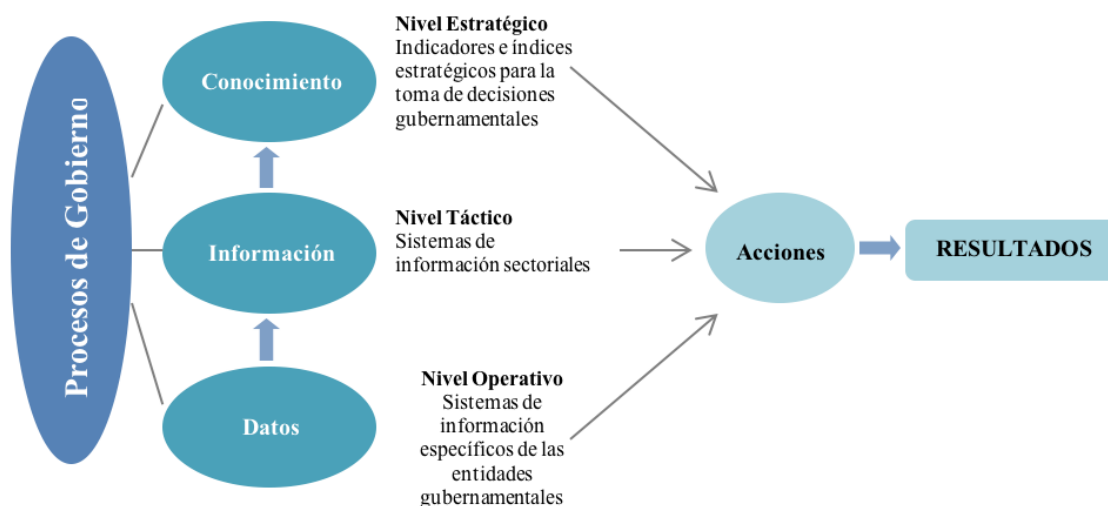 Procesos de Gobierno
Conocimiento
Nivel Estratégico
Indicadores e índices
estratégicos para la
toma de decisiones
gubernamentales
Información
Nivel Táctico
Sistemas de
información sectoriales
Datos
Nivel Operativo
Sistemas de
información
específicos de las
entidades
gubernamentales
Acciones
RESULTADOS